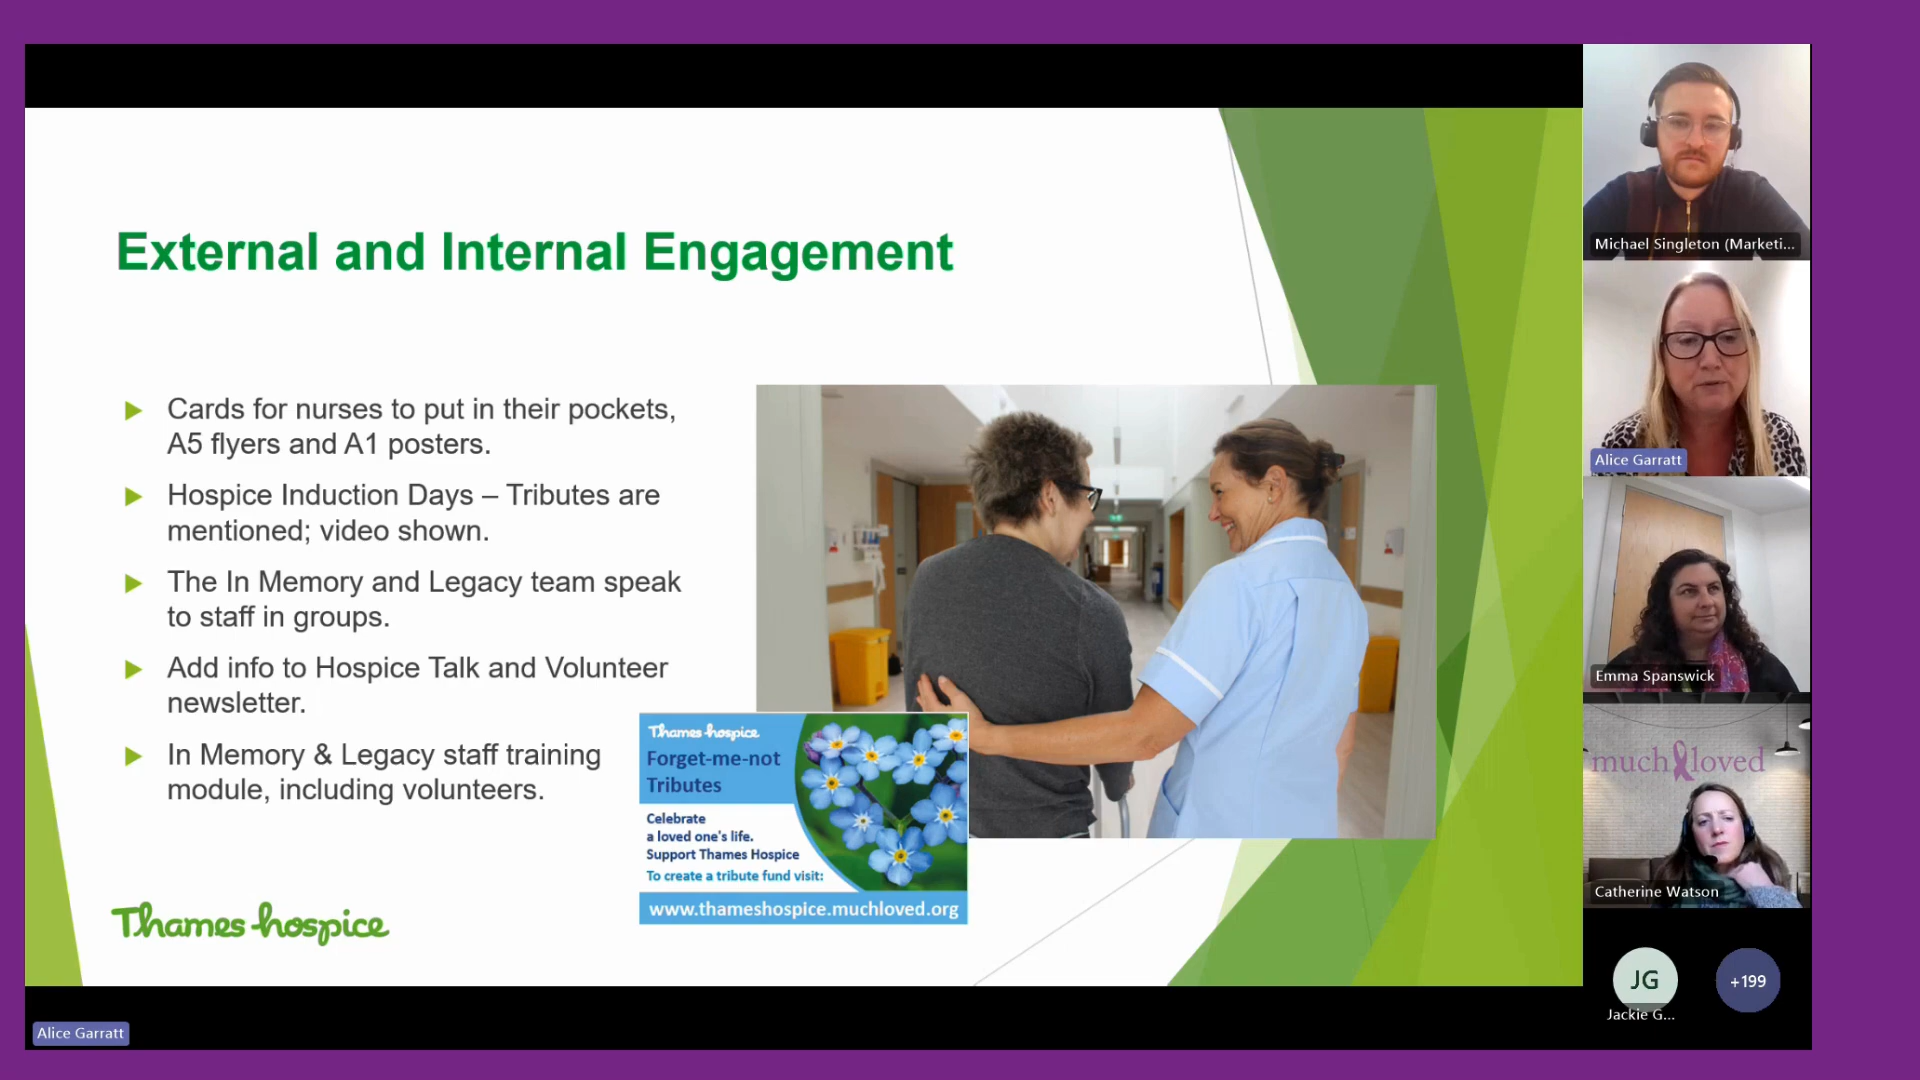 External and Internal Engagement
Cards for nurses to put in their pockets,
A5 flyers and A1 posters.
Hospice Induction Days – Tributes are
mentioned; video shown.
The In Memory and Legacy team speak
to staff in groups.
Add info to Hospice Talk and Volunteer
newsletter.
In Memory & Legacy staff training
module, including volunteers.
Thames hospice
Thames hospice
Forget-me-not
Tributes
Celebrate
a loved one's life.
Support Thames Hospice
To create a tribute fund visit:
www.thameshospice.muchloved.org
Alice Garratt
Michael Singleton (Marketi...
Alice Garratt
Emma Spanswick
much loved
Catherine Watson
JG
Jackie G...
+199